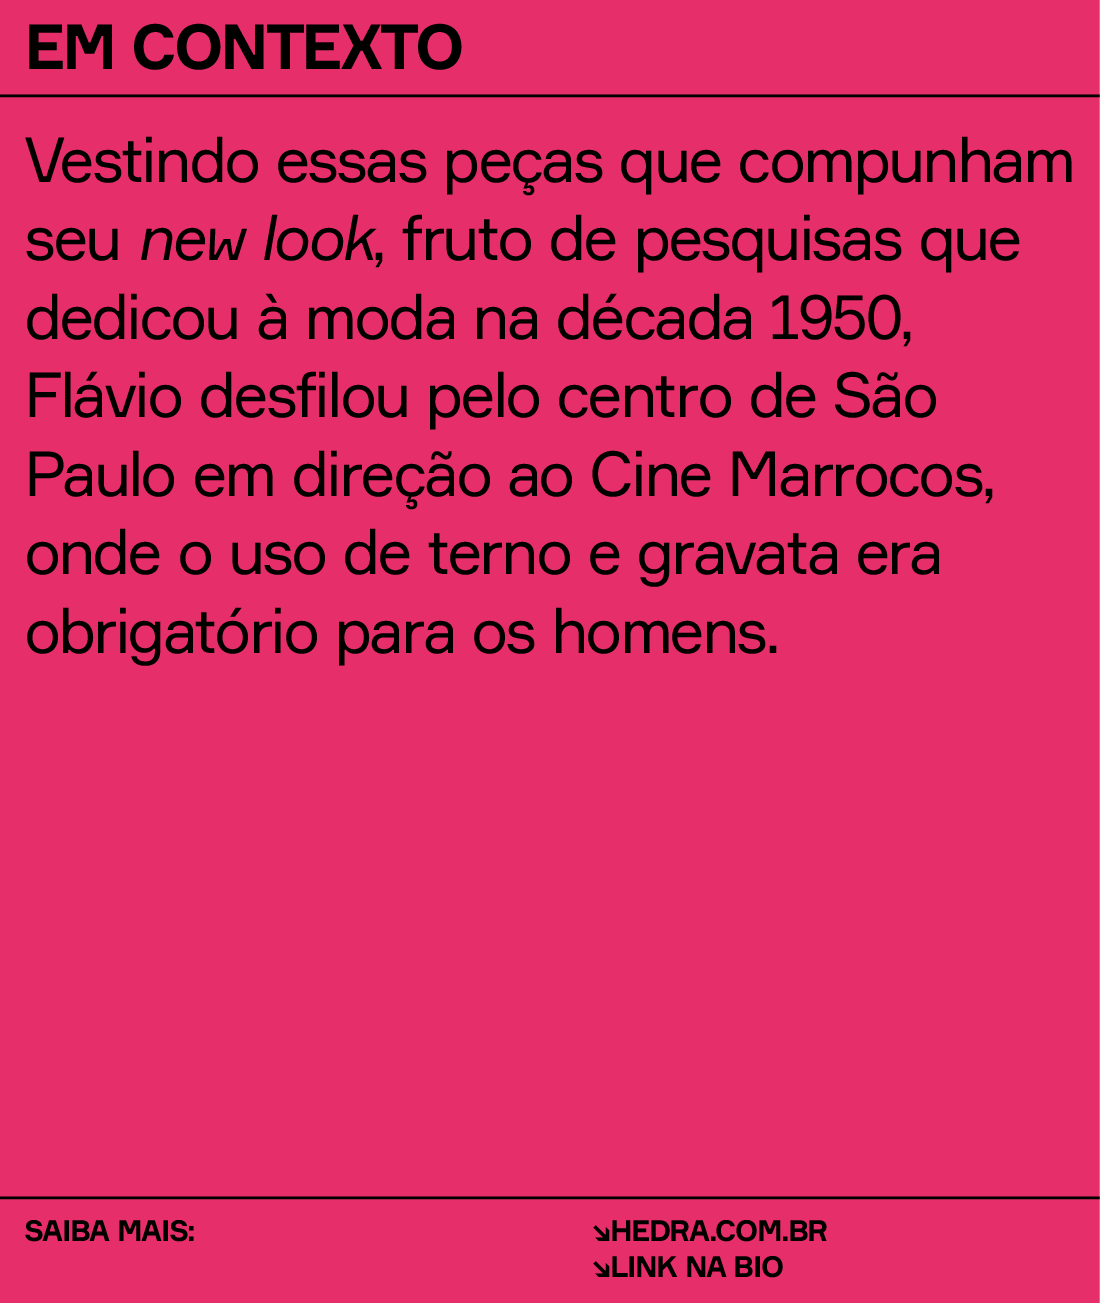 EM CONTEXTO
Vestindo essas peças que compunham
seu new look, fruto de pesquisas que
dedicou à moda na década 1950,
Flávio desfilou pelo centro de São
Paulo em direção ao Cine Marrocos,
onde o uso de terno e gravata era
obrigatório para os homens.
SAIBA MAIS:
↘HEDRA.COM.BR
↘LINK NA BIO